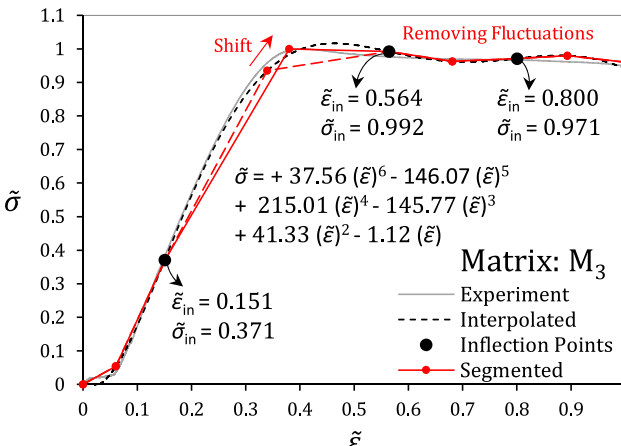 1.1
1
0.9
0.8
0.7
0.6
0.5
0.4
0.3
0.2
0.1
0
σ̃
Shift
Removing Fluctuations
ε̃in = 0.564
σ̃in = 0.992
ε̃in = 0.800
σ̃in = 0.971
σ̃ = + 37.56 (ε̃)⁶ - 146.07 (ε̃)⁵
+ 215.01 (ε̃)⁴ - 145.77 (ε̃)³
+ 41.33 (ε̃)² - 1.12 (ε̃)
ε̃in = 0.151
σ̃in = 0.371
Matrix: M₃
Experiment
Interpolated
Inflection Points
Segmented
0 0.1 0.2 0.3 0.4 0.5 0.6 0.7 0.8 0.9
ε̃